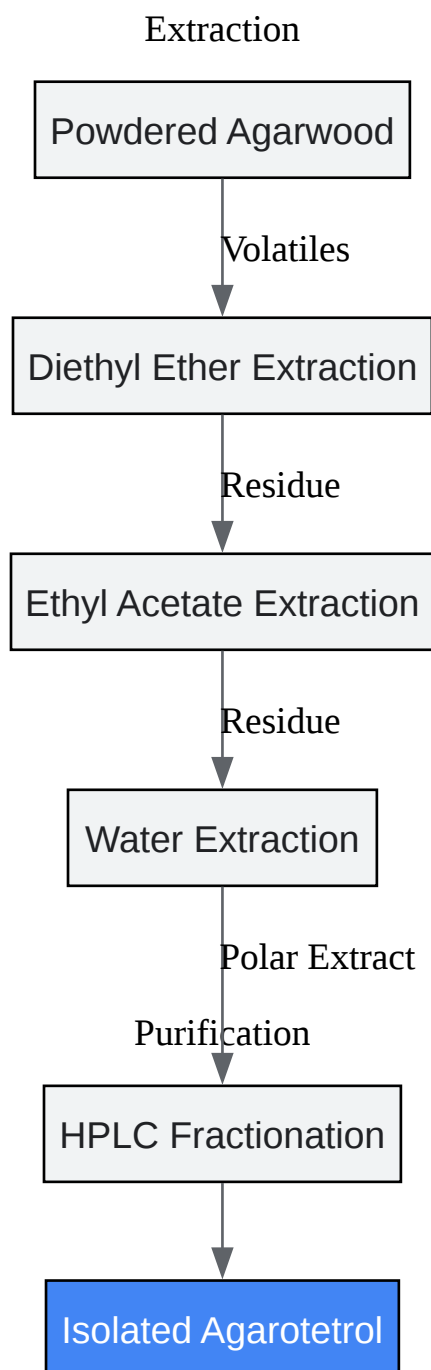 Extraction
Powdered Agarwood
Volatiles
Diethyl Ether Extraction
Residue
Ethyl Acetate Extraction
Residue
Water Extraction
Polar Extract
Purification
HPLC Fractionation
Isolated Agarotetrol